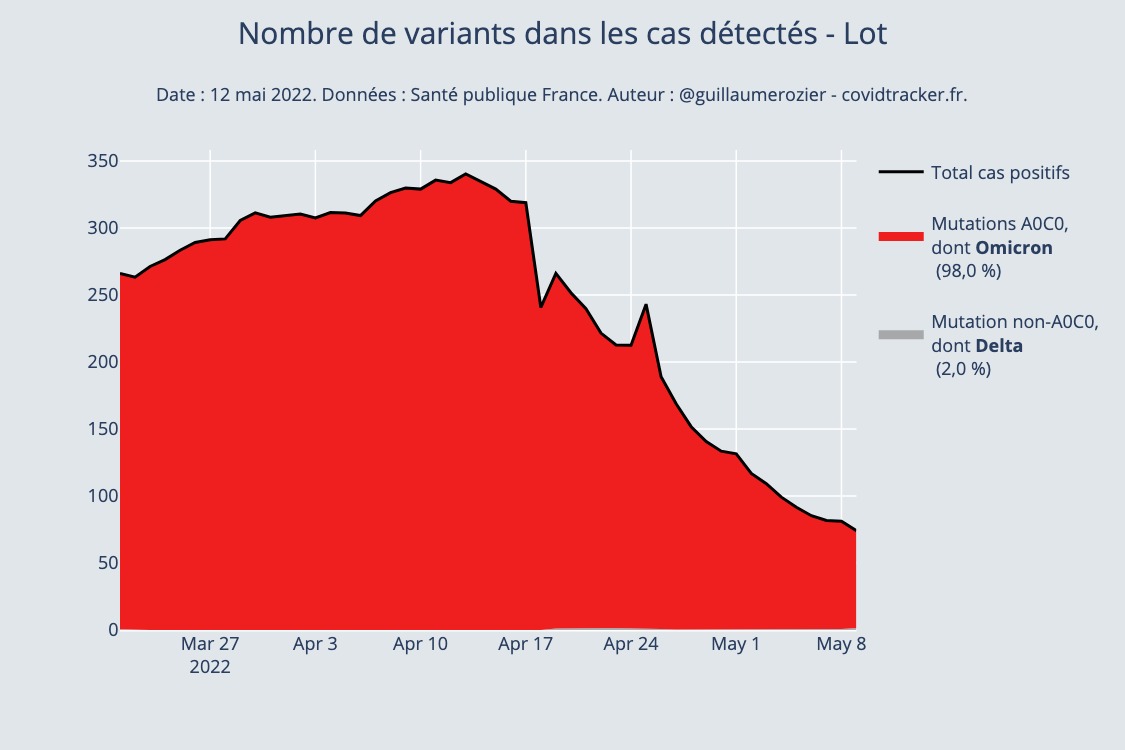 Nombre de variants dans les cas détectés - Lot
Date : 12 mai 2022. Données : Santé publique France. Auteur : @guillaumerozier - covidtracker.fr.
350
300
250
200
150
100
50
0
Mar 27
2022
Apr 3
Apr 10
Apr 17
Apr 24
May 1
May 8
Total cas positifs
Mutations A0C0,
dont Omicron
(98,0 %)
Mutation non-A0C0,
dont Delta
(2,0 %)